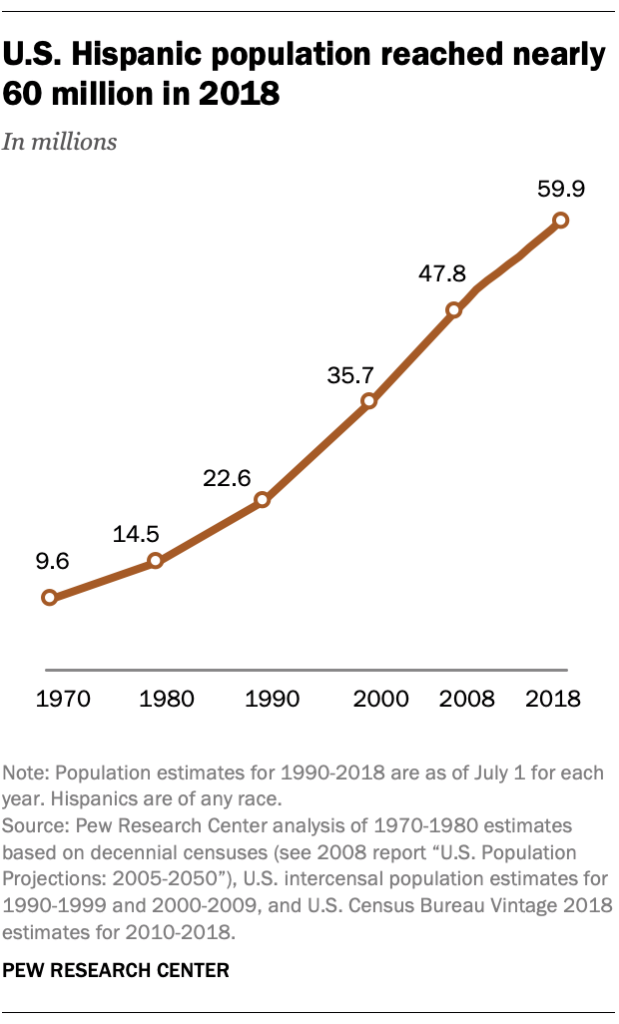 U.S. Hispanic population reached nearly
60 million in 2018
In millions
59.9
47.8
35.7
22.6
14.5
9.6
1970 1980 1990 2000 2008 2018
Note: Population estimates for 1990-2018 are as of July 1 for each
year. Hispanics are of any race.
Source: Pew Research Center analysis of 1970-1980 estimates
based on decennial censuses (see 2008 report “U.S. Population
Projections: 2005-2050”), U.S. intercensal population estimates for
1990-1999 and 2000-2009, and U.S. Census Bureau Vintage 2018
estimates for 2010-2018.
PEW RESEARCH CENTER